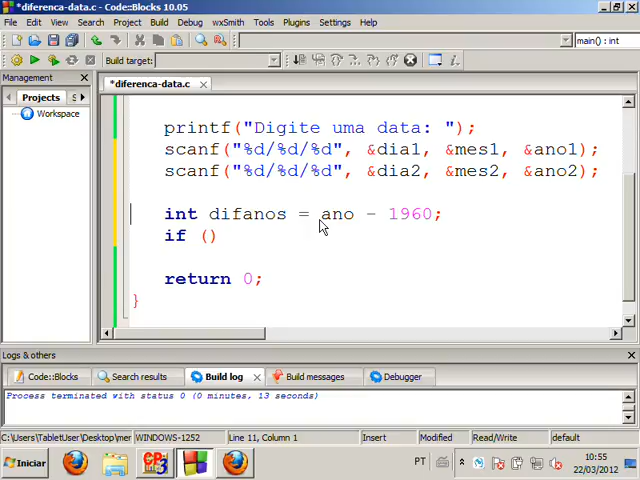 *diferenca-data.c - Code::Blocks 10.05
File Edit View Search Project Build Debug wxSmith Tools Plugins Settings Help
main() : int
Build target:
Management
Projects S
Workspace
*diferenca-data.c
printf("Digite uma data: ");
scanf("%d/%d/%d", &dia1, &mes1, &ano1);
scanf("%d/%d/%d", &dia2, &mes2, &ano2);
int difanos = ano - 1960;
if ()
return 0;
}
Logs & others
Code::Blocks Search results Build log Build messages Debugger
Process terminated with status 0 (0 minutes, 13 seconds)
C:\Users\TabletUser\Desktop\mer WINDOWS-1252 Line 11, Column 1 Insert Modified Read/Write default
Iniciar PT 10:55
22/03/2012